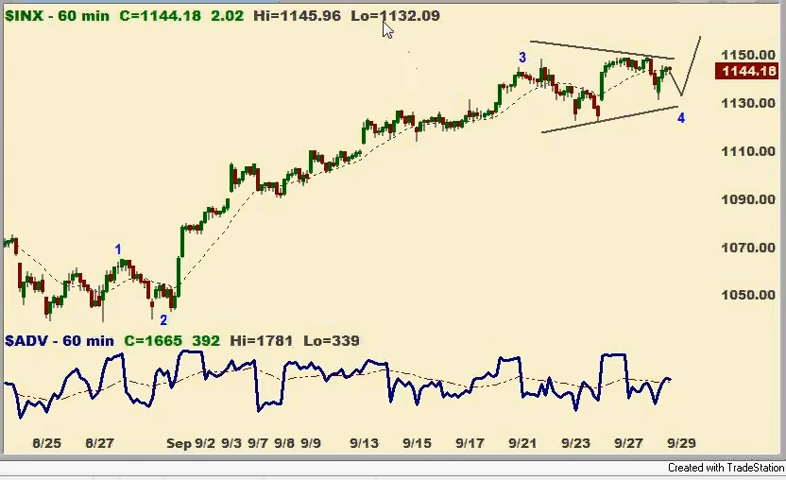 $INX - 60 min C=1144.18 2.02 Hi=1145.96 Lo=1132.09
1150.00
3
1144.18
1130.00
4
1110.00
1090.00
1
1070.00
1050.00
2
$ADV - 60 min C=1665 392 Hi=1781 Lo=339
8/25 8/27 Sep 9/2 9/3 9/7 9/8 9/9 9/13 9/15 9/17 9/21 9/23 9/27 9/29
Created with TradeStation